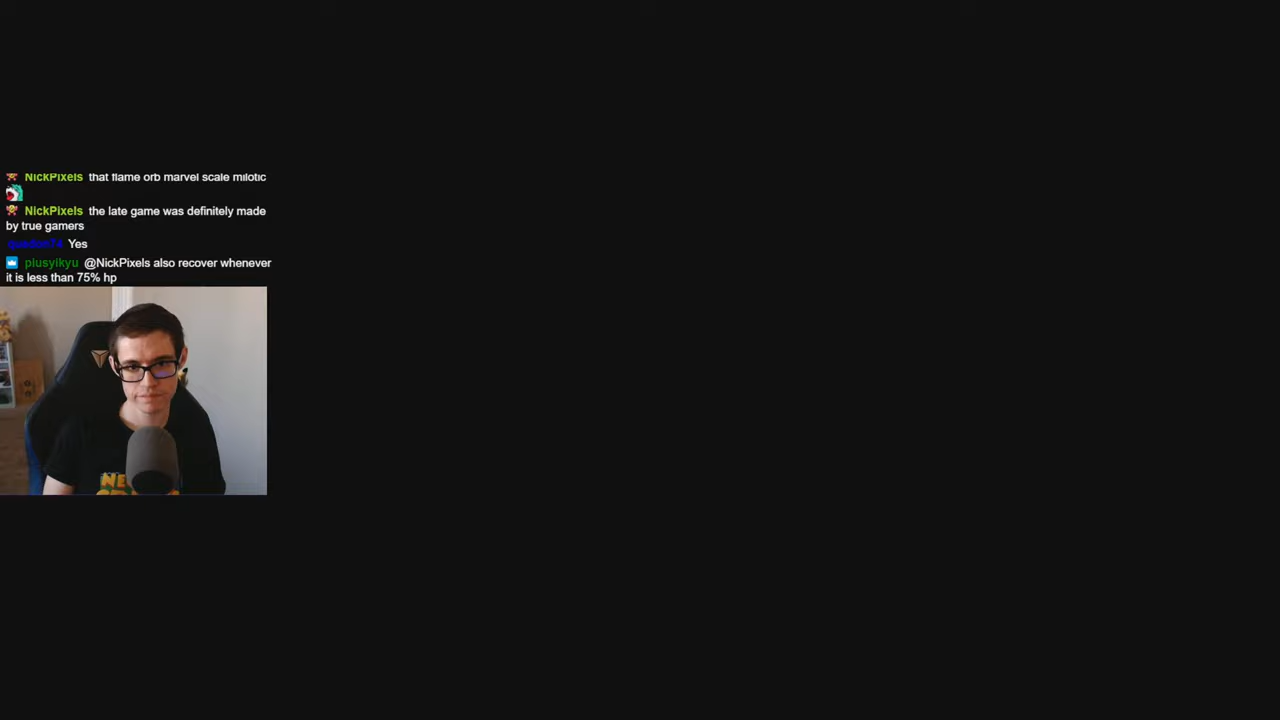 NickPixels that flame orb marvel scale milotic
NickPixels the late game was definitely made
by true gamers
Yes
plusyikyu @NickPixels also recover whenever
it is less than 75% hp
NE